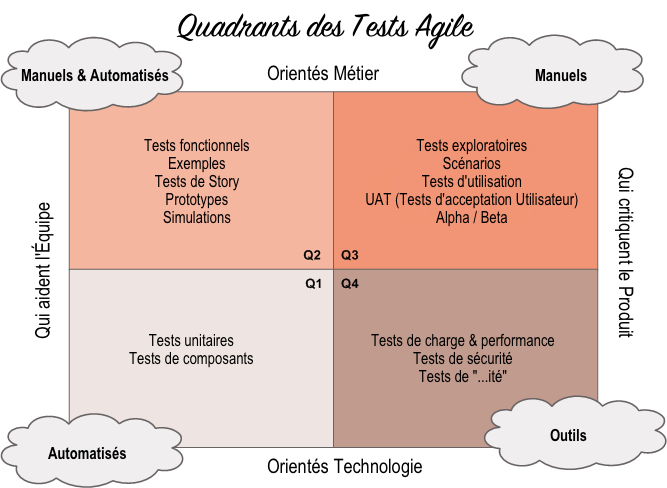 Quadrants des Tests Agile
Manuels & Automatisés
Orientés Métier
Manuels
Tests fonctionnels
Exemples
Tests de Story
Prototypes
Simulations
Q2
Tests exploratoires
Scénarios
Tests d'utilisation
UAT (Tests d'acceptation Utilisateur)
Alpha / Beta
Q3
Qui aident l'Équipe
Qui critiquent le Produit
Q1
Tests unitaires
Tests de composants
Q4
Tests de charge & performance
Tests de sécurité
Tests de "...ité"
Automatisés
Orientés Technologie
Outils